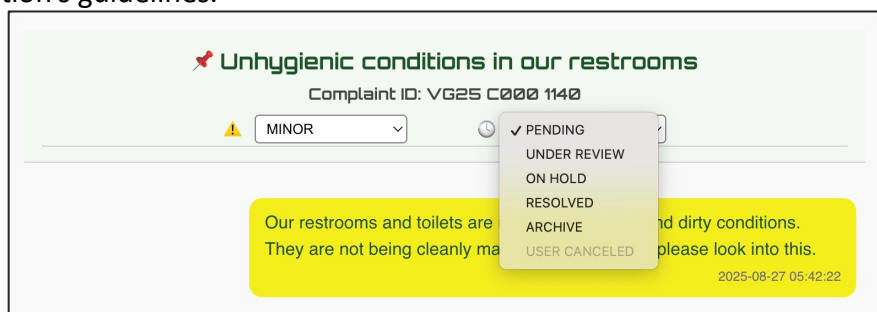 tion's guidelines.
📌 Unhygienic conditions in our restrooms
Complaint ID: VG25 C000 1140
⚠️ MINOR 🕓 ✓ PENDING
UNDER REVIEW
ON HOLD
RESOLVED
ARCHIVE
USER CANCELED
Our restrooms and toilets are nd dirty conditions.
They are not being cleanly ma please look into this.
2025-08-27 05:42:22